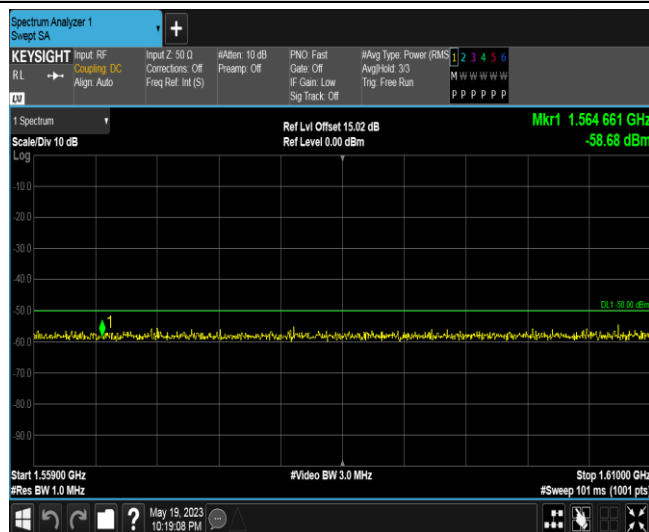 Spectrum Analyzer 1
Swept SA
+
KEYSIGHT Input: RF Input Z: 50 Ω #Atten: 10 dB PNO: Fast #Avg Type: Power (RMS 1 2 3 4 5 6
RL Coupling: DC Corrections: Off Preamp: Off Gate: Off Avg|Hold: 3/3 M W W W W W
Align: Auto Freq Ref: Int (S) IF Gain: Low Trig: Free Run
Sig Track: Off P P P P P P
LXI
1 Spectrum Ref Lvl Offset 15.02 dB Mkr1 1.564 661 GHz
Scale/Div 10 dB Ref Level 0.00 dBm -58.68 dBm
Log
-10.0
-20.0
-30.0
-40.0
-50.0 DL1 -50.00 dBm
1
-60.0
-70.0
-80.0
-90.0
Start 1.55900 GHz #Video BW 3.0 MHz Stop 1.61000 GHz
#Res BW 1.0 MHz #Sweep 101 ms (1001 pts)
? May 19, 2023
10:19:08 PM